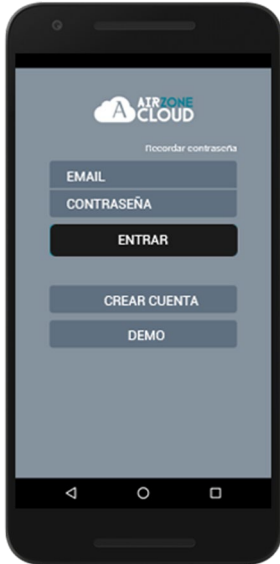 A
AIRZONE
CLOUD
Recordar contraseña
EMAIL
CONTRASEÑA
ENTRAR
CREAR CUENTA
DEMO